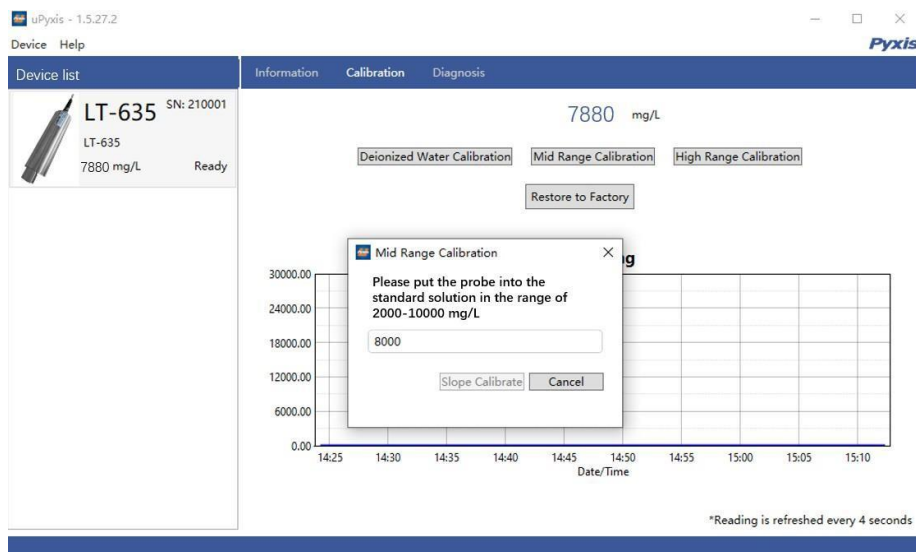 uPyxis - 1.5.27.2
Device Help
Pyxis
Device list
Information Calibration Diagnosis
LT-635 SN: 210001
LT-635
7880 mg/L Ready
7880 mg/L
Deionized Water Calibration Mid Range Calibration High Range Calibration
Restore to Factory
Mid Range Calibration
Please put the probe into the
standard solution in the range of
2000-10000 mg/L
8000
Slope Calibrate Cancel
30000.00
24000.00
18000.00
12000.00
6000.00
0.00
14:25 14:30 14:35 14:40 14:45 14:50 14:55 15:00 15:05 15:10
Date/Time
*Reading is refreshed every 4 seconds